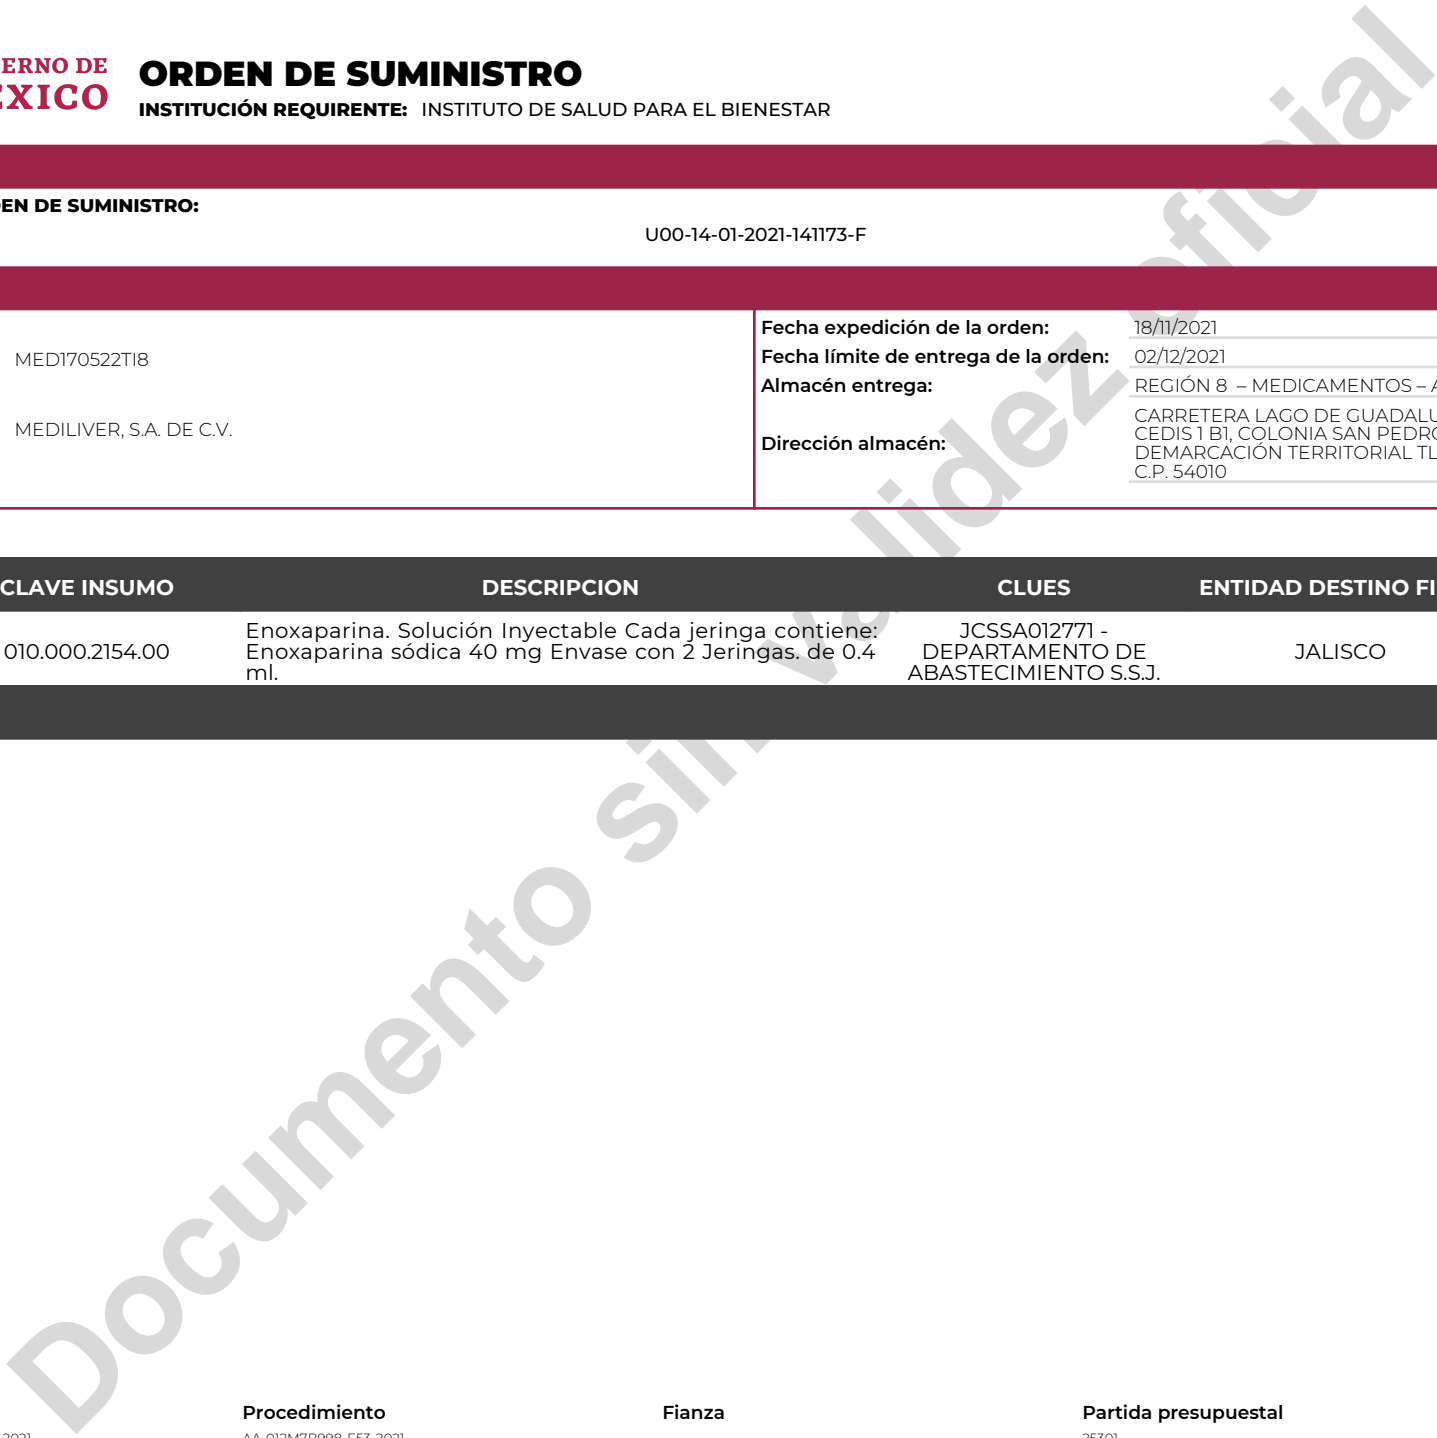 ERNO DE
EXICO
ORDEN DE SUMINISTRO
INSTITUCIÓN REQUIRENTE: INSTITUTO DE SALUD PARA EL BIENESTAR
EN DE SUMINISTRO:
U00-14-01-2021-141173-F
MED170522TI8
MEDILIVER, S.A. DE C.V.
Fecha expedición de la orden: 18/11/2021
Fecha límite de entrega de la orden: 02/12/2021
Almacén entrega: REGIÓN 8 – MEDICAMENTOS – A
Dirección almacén: CARRETERA LAGO DE GUADALU
CEDIS 1 B1, COLONIA SAN PEDRO
DEMARCACIÓN TERRITORIAL TL
C.P. 54010
CLAVE INSUMO DESCRIPCION CLUES ENTIDAD DESTINO FI
010.000.2154.00
Enoxaparina. Solución Inyectable Cada jeringa contiene:
Enoxaparina sódica 40 mg Envase con 2 Jeringas. de 0.4
ml.
JCSSA012771 -
DEPARTAMENTO DE
ABASTECIMIENTO S.S.J.
JALISCO
Documento sin validez oficial
Procedimiento Fianza Partida presupuestal